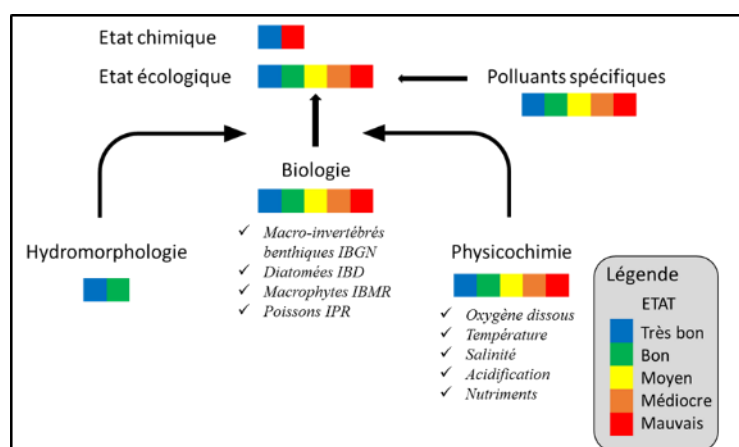 Etat chimique
Etat écologique
Polluants spécifiques
Biologie
✓ Macro-invertébrés
benthiques IBGN
✓ Diatomées IBD
✓ Macrophytes IBMR
✓ Poissons IPR
Hydromorphologie
Physicochimie
✓ Oxygène dissous
✓ Température
✓ Salinité
✓ Acidification
✓ Nutriments
Légende
ETAT
Très bon
Bon
Moyen
Médiocre
Mauvais